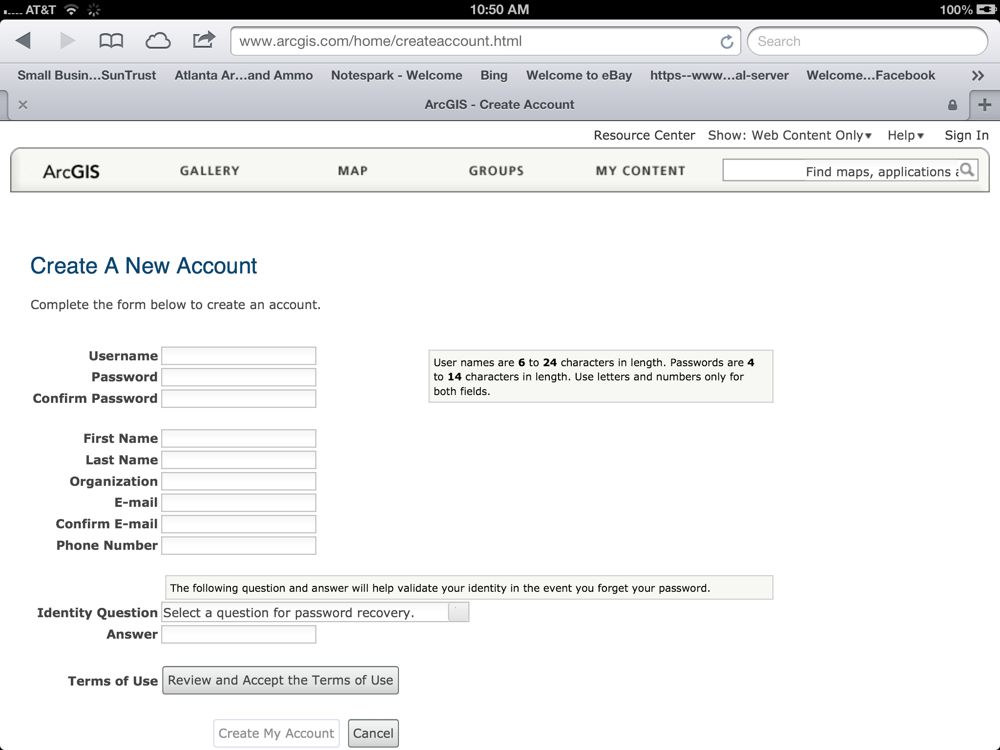 AT&T 10:50 AM 100%
www.arcgis.com/home/createaccount.html Search
Small Busin...SunTrust Atlanta Ar...and Ammo Notespark - Welcome Bing Welcome to eBay https--www...al-server Welcome...Facebook
ArcGIS - Create Account
Resource Center Show: Web Content Only Help Sign In
ArcGIS GALLERY MAP GROUPS MY CONTENT Find maps, applications a
Create A New Account
Complete the form below to create an account.
Username
Password
Confirm Password
User names are 6 to 24 characters in length. Passwords are 4
to 14 characters in length. Use letters and numbers only for
both fields.
First Name
Last Name
Organization
E-mail
Confirm E-mail
Phone Number
The following question and answer will help validate your identity in the event you forget your password.
Identity Question Select a question for password recovery.
Answer
Terms of Use Review and Accept the Terms of Use
Create My Account Cancel